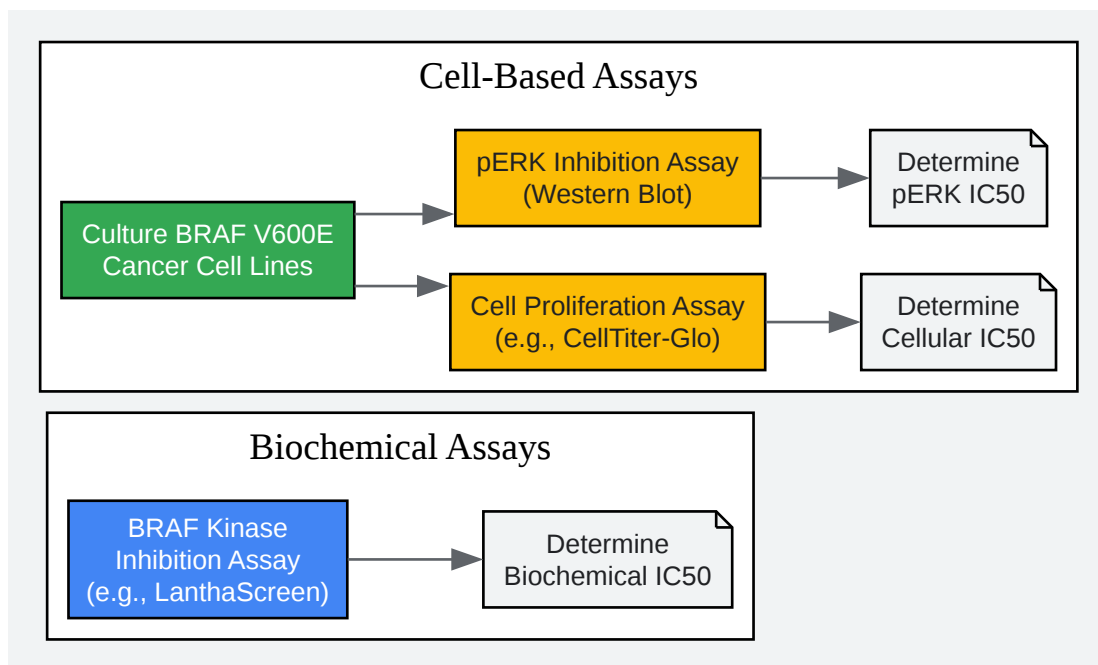 Cell-Based Assays
Culture BRAF V600E
Cancer Cell Lines
pERK Inhibition Assay
(Western Blot)
Determine
pERK IC50
Cell Proliferation Assay
(e.g., CellTiter-Glo)
Determine
Cellular IC50
Biochemical Assays
BRAF Kinase
Inhibition Assay
(e.g., LanthaScreen)
Determine
Biochemical IC50